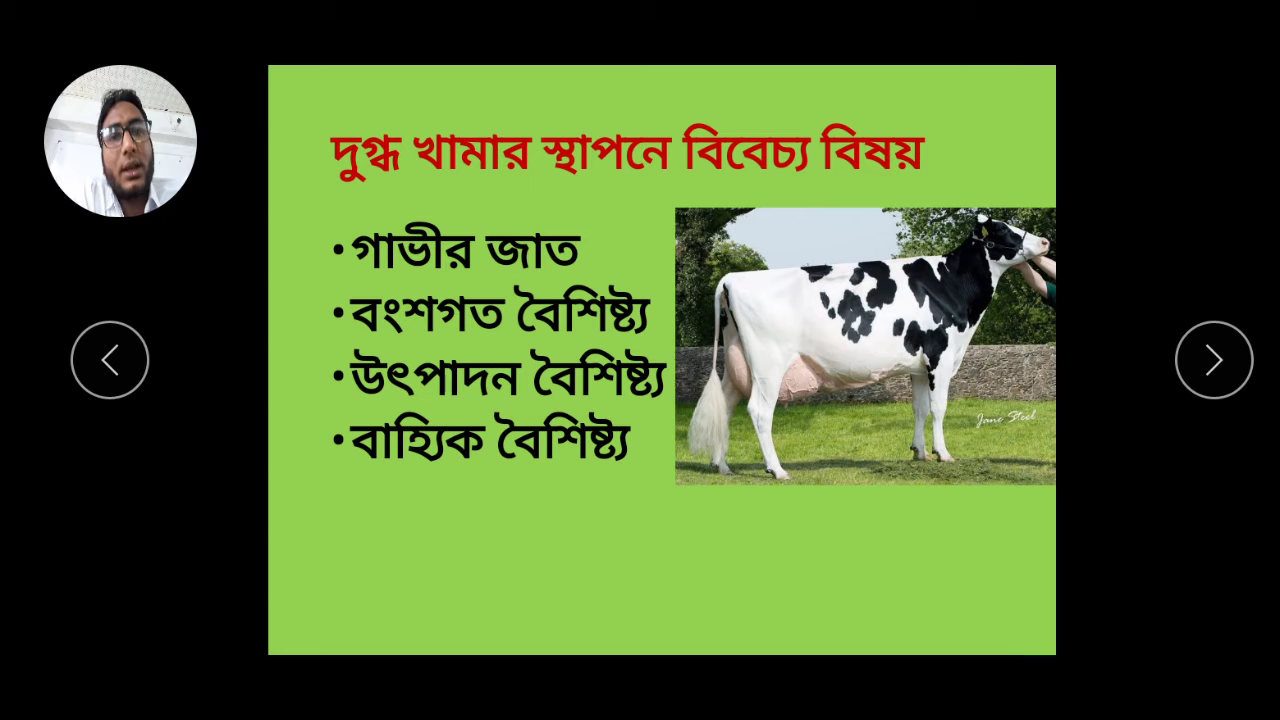 দুগ্ধ খামার স্থাপনে বিবেচ্য বিষয়
•গাভীর জাত
•বংশগত বৈশিষ্ট্য
•উৎপাদন বৈশিষ্ট্য
•বাহ্যিক বৈশিষ্ট্য
Jane Steel